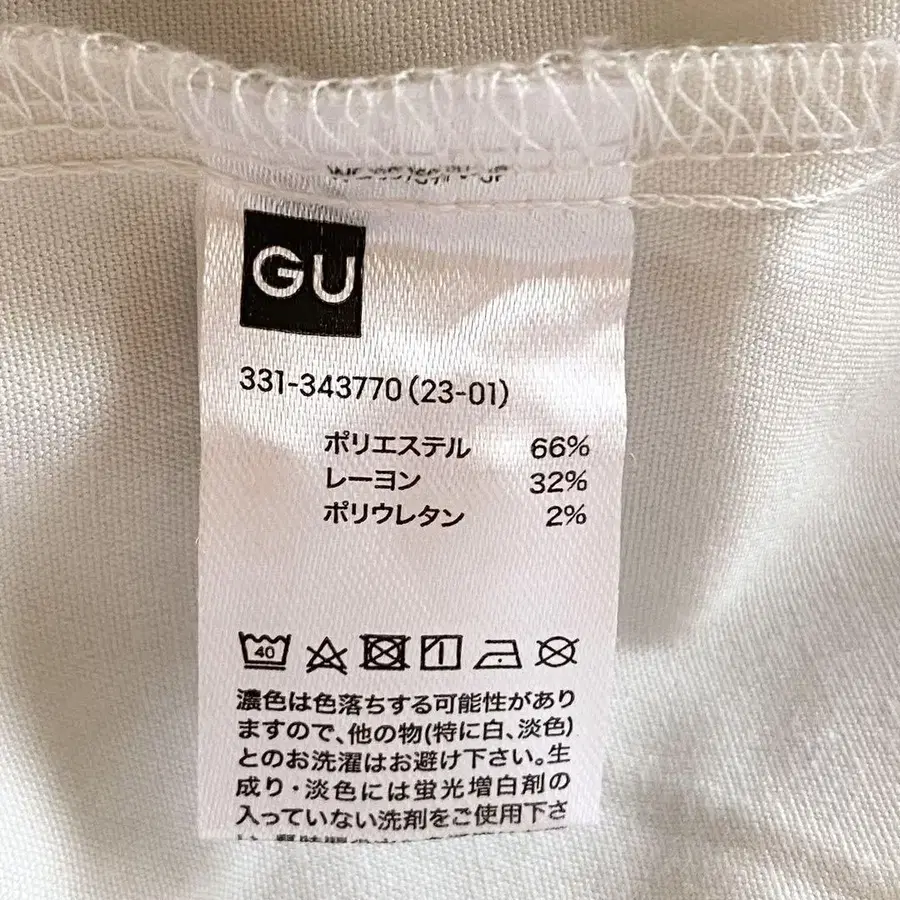 GU
331-343770(23-01)
ポリエステル 66%
レーヨン 32%
ポリウレタン 2%
40
濃色は色落ちする可能性があり
ますので、他の物(特に白、淡色)
とのお洗濯はお避け下さい。生
成り・淡色には蛍光増白剤の
入っていない洗剤をご使用下さ